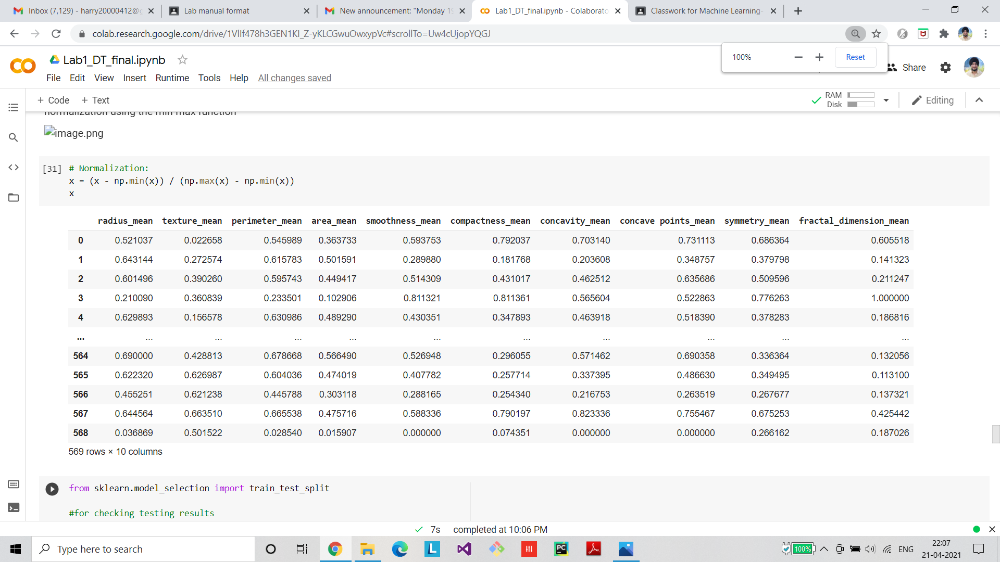 Inbox (7,129) - harry20000412@g
Lab manual format
New announcement: "Monday 19
Lab1_DT_final.ipynb - Colaborato
Classwork for Machine Learning-
colab.research.google.com/drive/1VlIf478h3GEN1KI_Z-yKLCGwuOwxypVc#scrollTo=Uw4cUjopYQGJ
100% Reset
Lab1_DT_final.ipynb
Share
File Edit View Insert Runtime Tools Help All changes saved
+ Code + Text
RAM
Disk
Editing
normalization using the min-max function
image.png
[31] # Normalization:
x = (x - np.min(x)) / (np.max(x) - np.min(x))
x
radius_mean texture_mean perimeter_mean area_mean smoothness_mean compactness_mean concavity_mean concave points_mean symmetry_mean fractal_dimension_mean
0 0.521037 0.022658 0.545989 0.363733 0.593753 0.792037 0.703140 0.731113 0.686364 0.605518
1 0.643144 0.272574 0.615783 0.501591 0.289880 0.181768 0.203608 0.348757 0.379798 0.141323
2 0.601496 0.390260 0.595743 0.449417 0.514309 0.431017 0.462512 0.635686 0.509596 0.211247
3 0.210090 0.360839 0.233501 0.102906 0.811321 0.811361 0.565604 0.522863 0.776263 1.000000
4 0.629893 0.156578 0.630986 0.489290 0.430351 0.347893 0.463918 0.518390 0.378283 0.186816
... ... ... ... ... ... ... ... ... ... ...
564 0.690000 0.428813 0.678668 0.566490 0.526948 0.296055 0.571462 0.690358 0.336364 0.132056
565 0.622320 0.626987 0.604036 0.474019 0.407782 0.257714 0.337395 0.486630 0.349495 0.113100
566 0.455251 0.621238 0.445788 0.303118 0.288165 0.254340 0.216753 0.263519 0.267677 0.137321
567 0.644564 0.663510 0.665538 0.475716 0.588336 0.790197 0.823336 0.755467 0.675253 0.425442
568 0.036869 0.501522 0.028540 0.015907 0.000000 0.074351 0.000000 0.000000 0.266162 0.187026
569 rows × 10 columns
from sklearn.model_selection import train_test_split
#for checking testing results
7s completed at 10:06 PM
Type here to search
L
PC
100%
ENG
22:07
21-04-2021